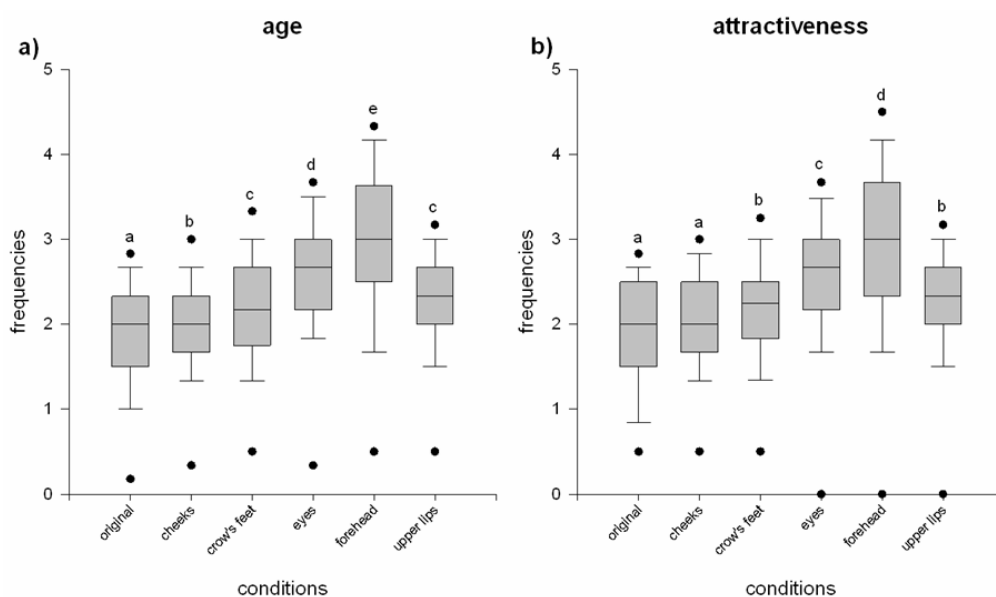 age
a)
5
4
3
2
1
0
frequencies
a
b
c
d
e
c
original
cheeks
crow's feet
eyes
forehead
upper lips
conditions
attractiveness
b)
5
4
3
2
1
0
frequencies
a
a
b
c
d
b
original
cheeks
crow's feet
eyes
forehead
upper lips
conditions